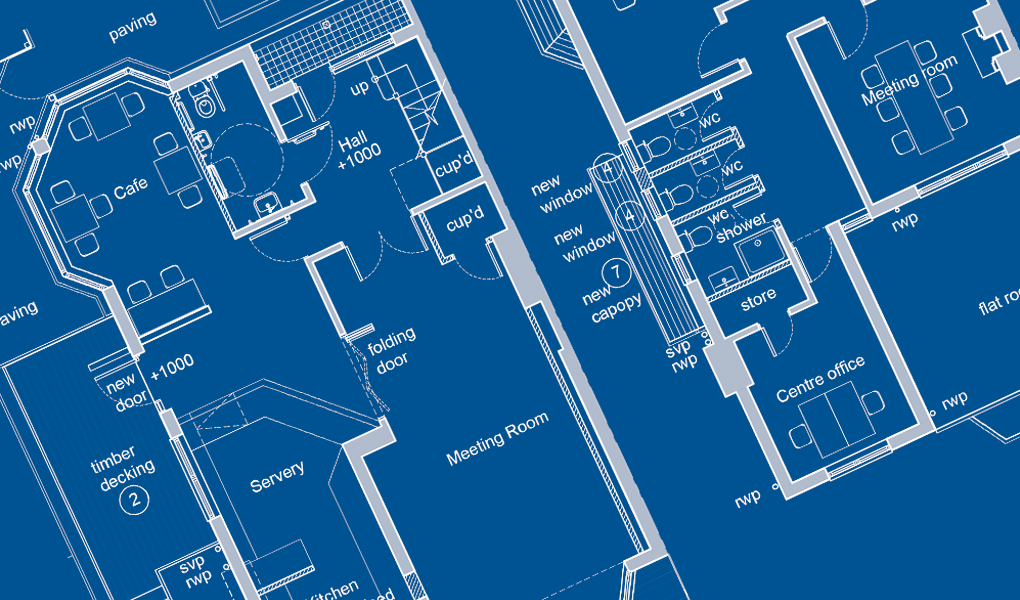 paving
rwp
rwp
Cafe
up
Hall
+1000
cup'd
cup'd
paving
new
door
+1000
folding
door
timber
decking
2
Servery
Meeting Room
svp
rwp
Kitchen
new
window
4
new
window
4
new
capopy
7
wc
wc
wc
shower
store
svp
rwp
Centre office
Meeting room
rwp
flat roo
rwp
rwp